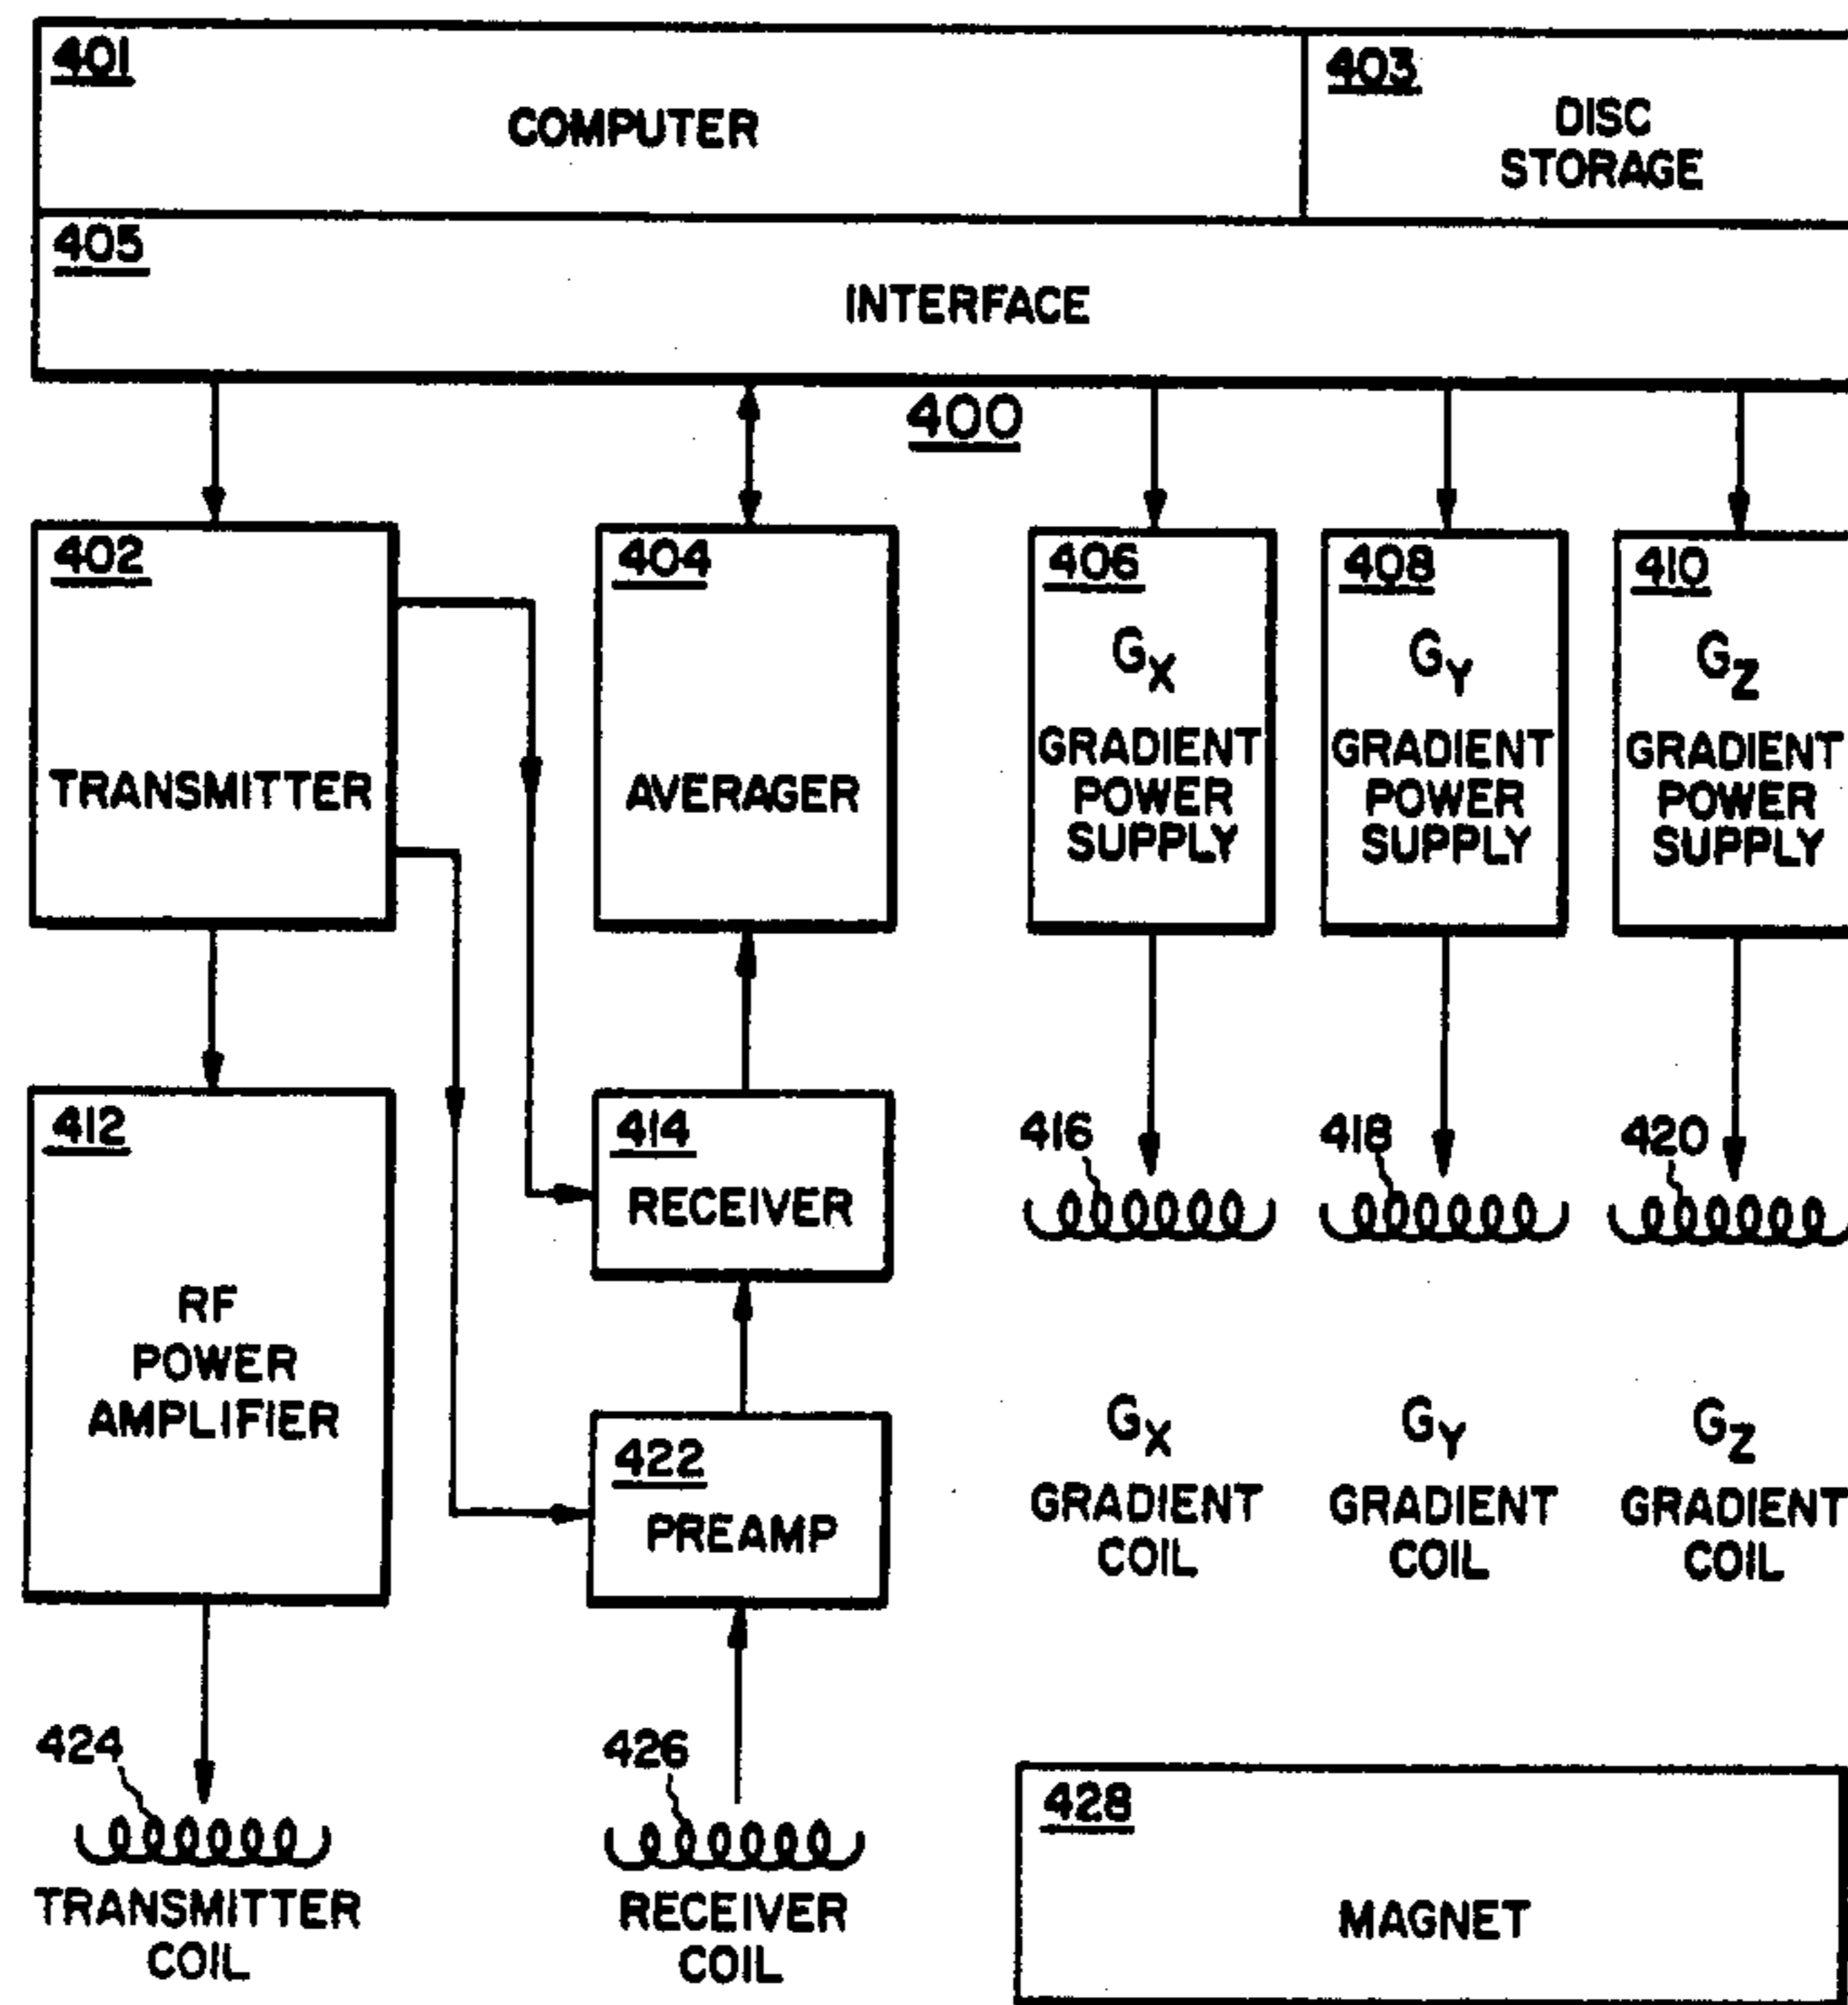 401
COMPUTER
403
DISC
STORAGE
405
INTERFACE
400
402
TRANSMITTER
404
AVERAGER
406
GX
GRADIENT
POWER
SUPPLY
408
GY
GRADIENT
POWER
SUPPLY
410
GZ
GRADIENT
POWER
SUPPLY
412
RF
POWER
AMPLIFIER
414
RECEIVER
416
418
420
422
PREAMP
GX
GRADIENT
COIL
GY
GRADIENT
COIL
GZ
GRADIENT
COIL
424
TRANSMITTER
COIL
426
RECEIVER
COIL
428
MAGNET